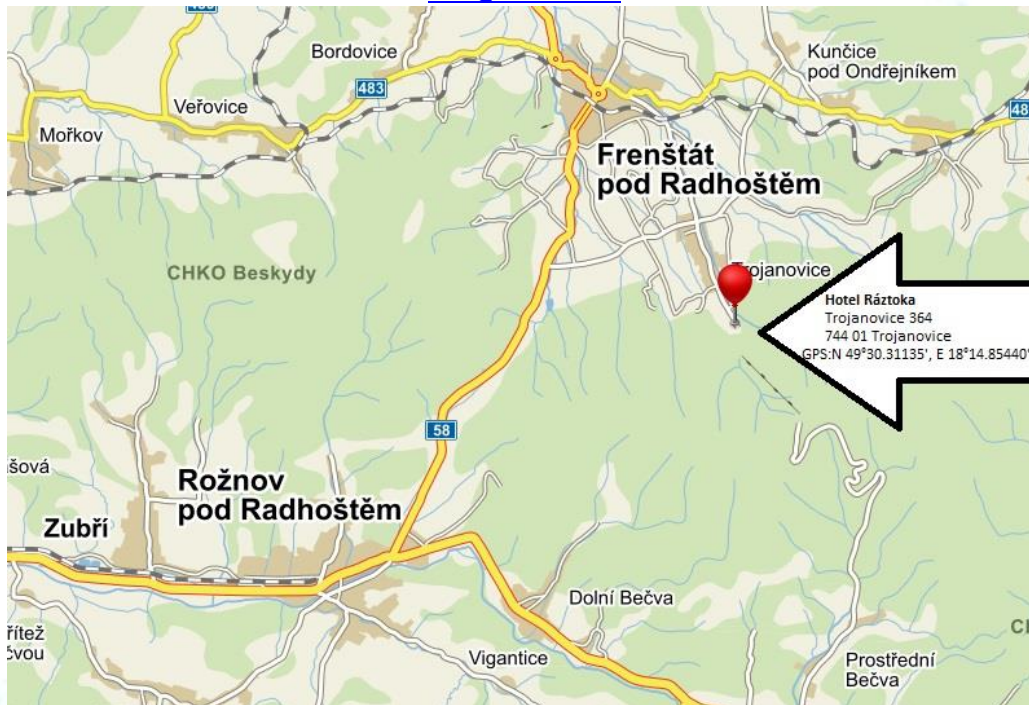 Bordovice
Kunčice
pod Ondřejníkem
483
Veřovice
Mořkov
Frenštát
pod Radhoštěm
CHKO Beskydy
Trojanovice
Hotel Ráztoka
Trojanovice 364
744 01 Trojanovice
GPS:N 49°30.31135', E 18°14.85440'
58
ašová
Rožnov
pod Radhoštěm
Zubří
Dolní Bečva
Vigantice
Prostřední
Bečva